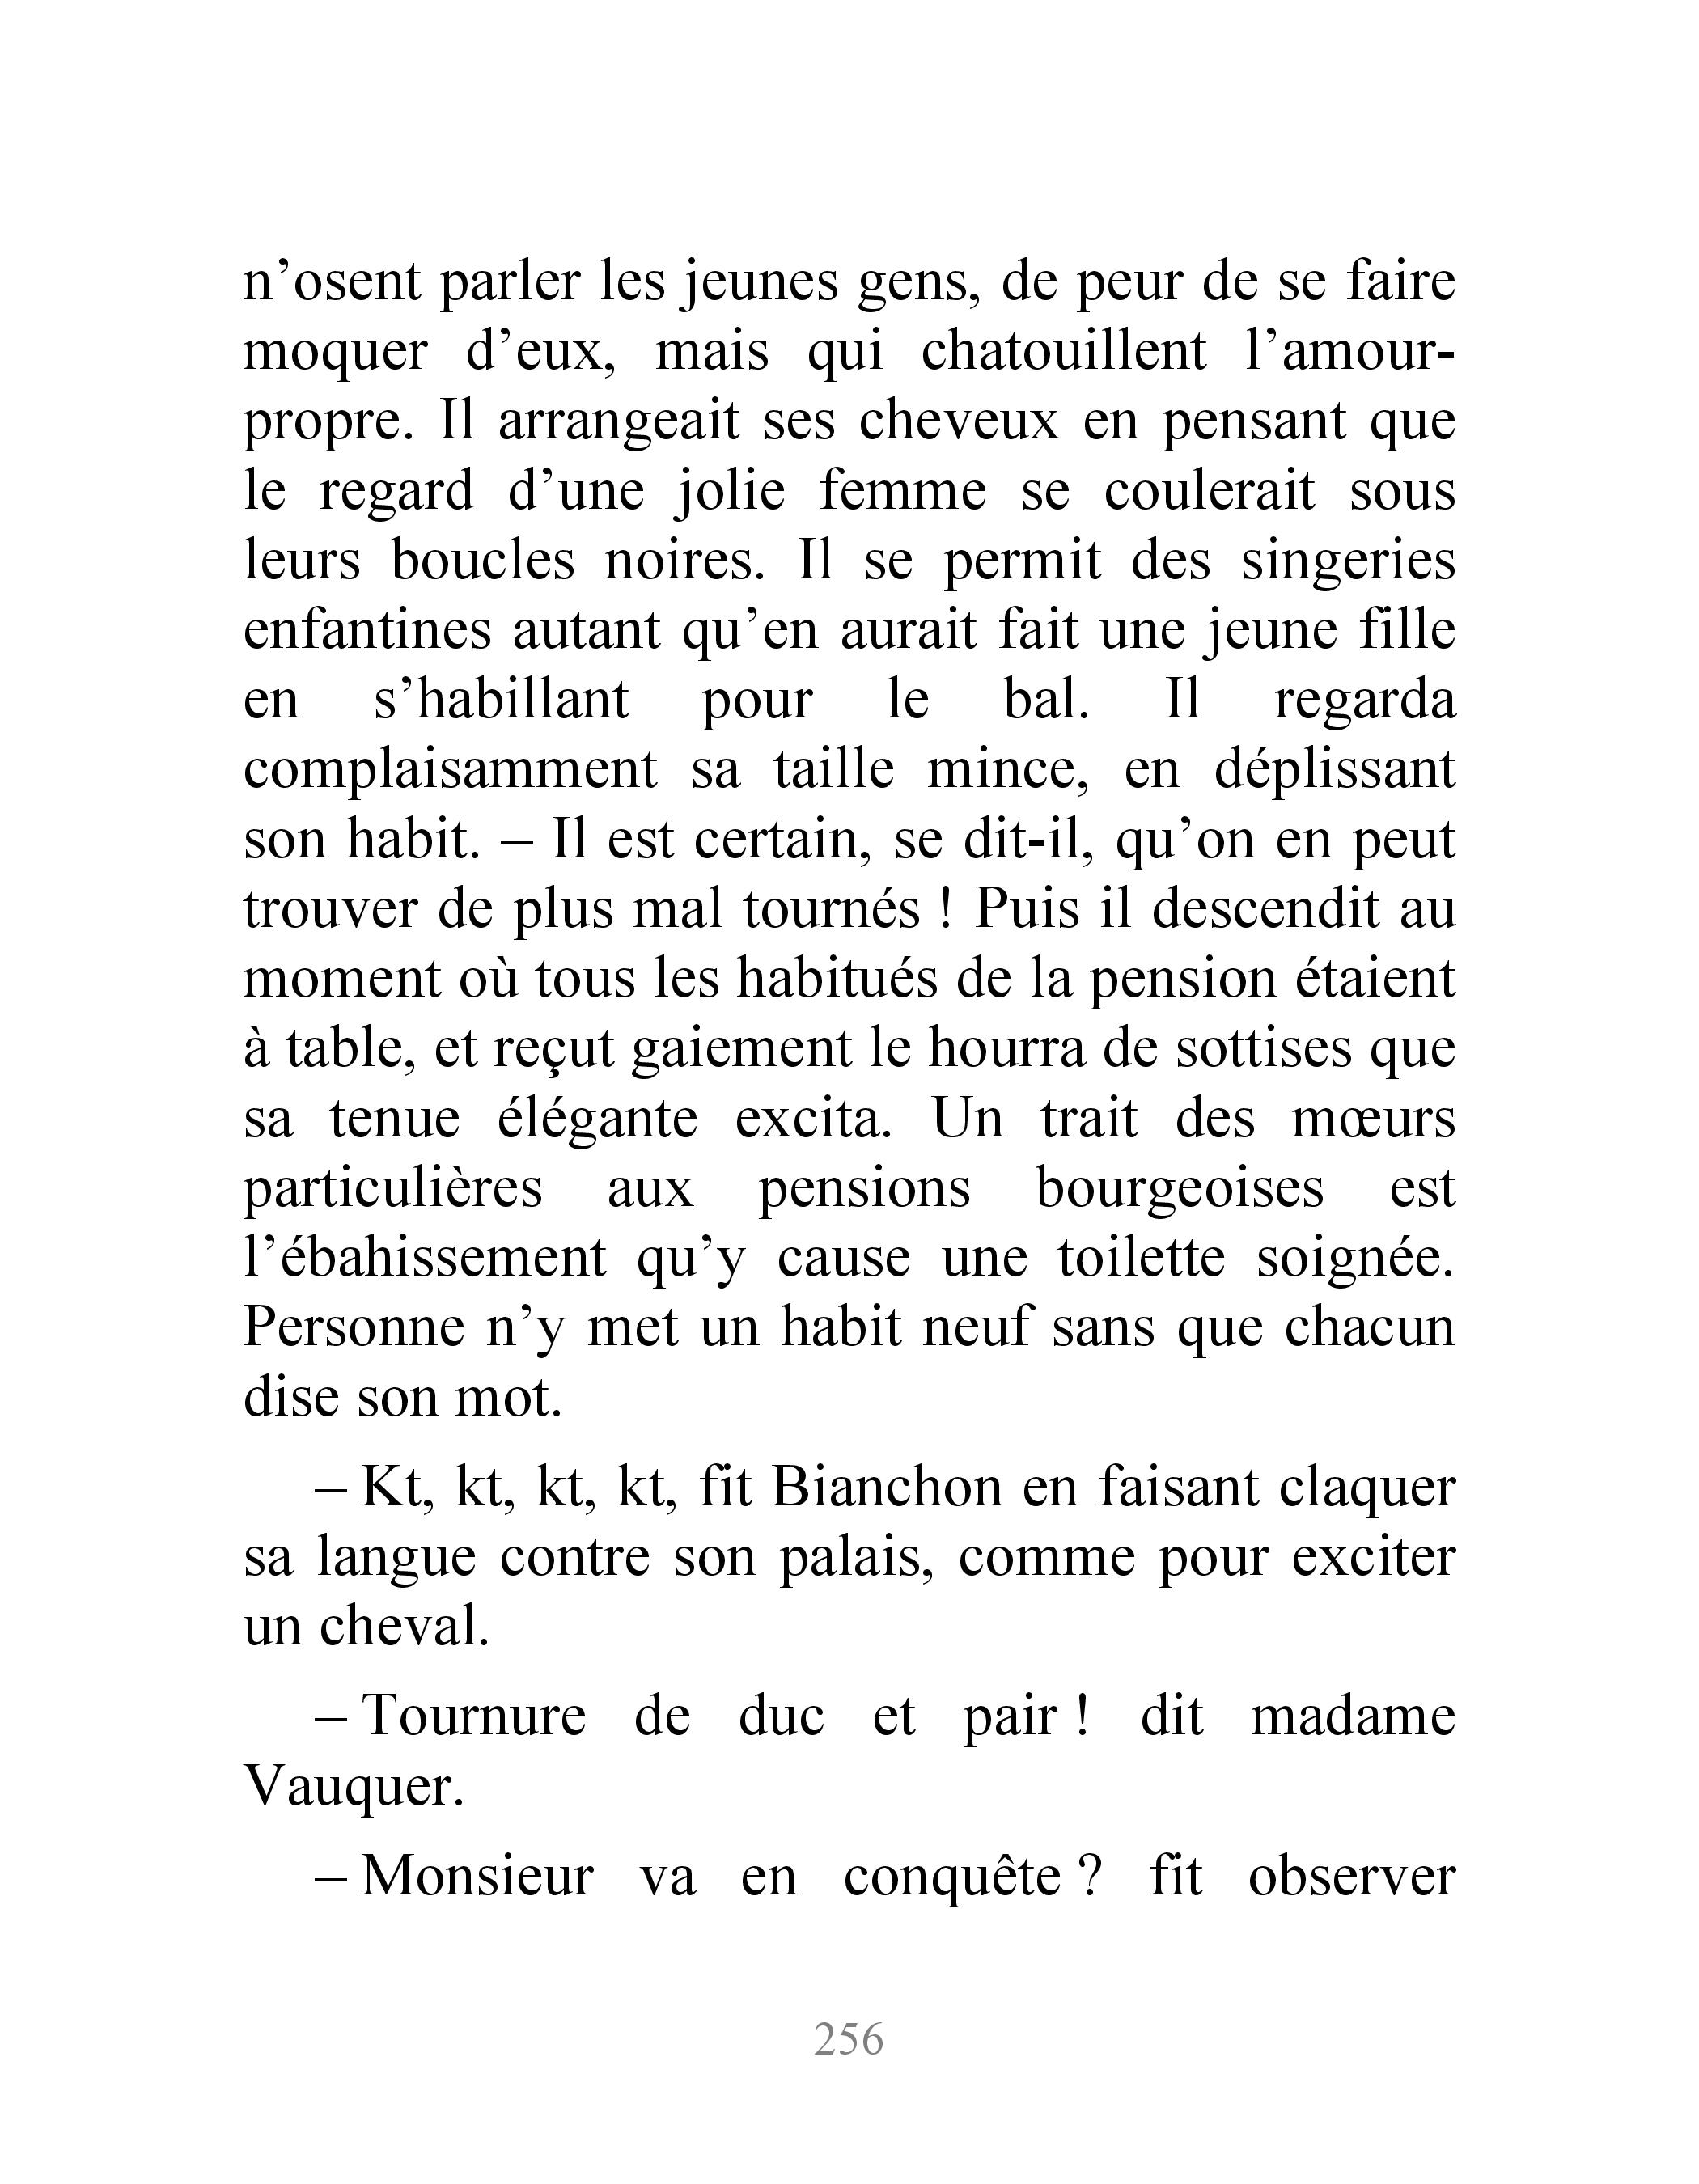 n’osent parler les jeunes gens, de peur de se faire
moquer d’eux, mais qui chatouillent l’amour-
propre. Il arrangeait ses cheveux en pensant que
le regard d’une jolie femme se coulerait sous
leurs boucles noires. Il se permit des singeries
enfantines autant qu’en aurait fait une jeune fille
en s’habillant pour le bal. Il regarda
complaisamment sa taille mince, en déplissant
son habit. – Il est certain, se dit-il, qu’on en peut
trouver de plus mal tournés ! Puis il descendit au
moment où tous les habitués de la pension étaient
à table, et reçut gaiement le hourra de sottises que
sa tenue élégante excita. Un trait des mœurs
particulières aux pensions bourgeoises est
l’ébahissement qu’y cause une toilette soignée.
Personne n’y met un habit neuf sans que chacun
dise son mot.
– Kt, kt, kt, kt, fit Bianchon en faisant claquer
sa langue contre son palais, comme pour exciter
un cheval.
– Tournure de duc et pair ! dit madame
Vauquer.
– Monsieur va en conquête ? fit observer
256